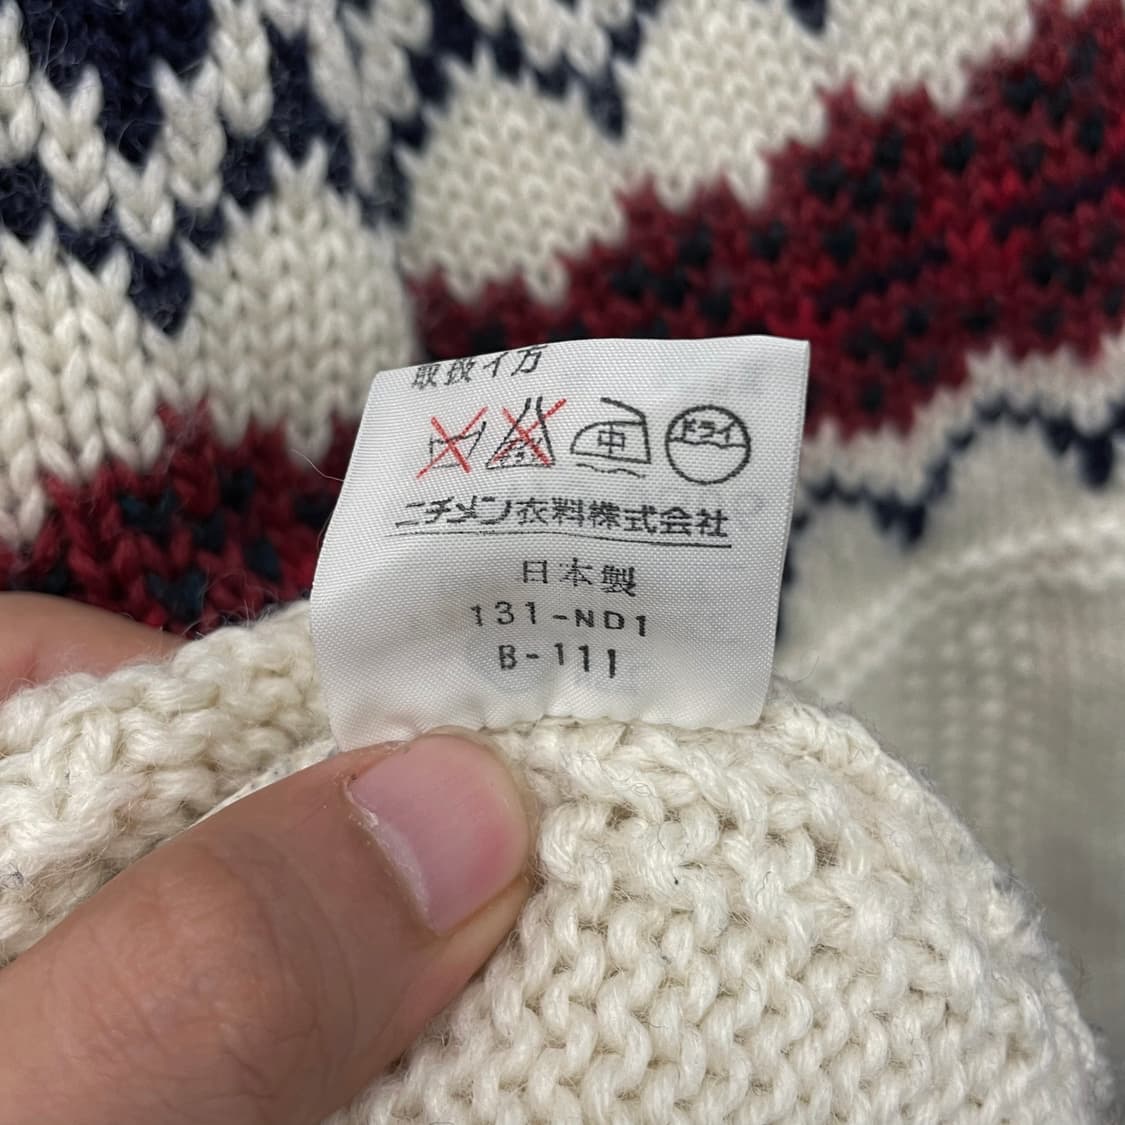 取扱イ方
中 ドライ
ニチメン衣料株式会社
日本製
131-ND1
B-111